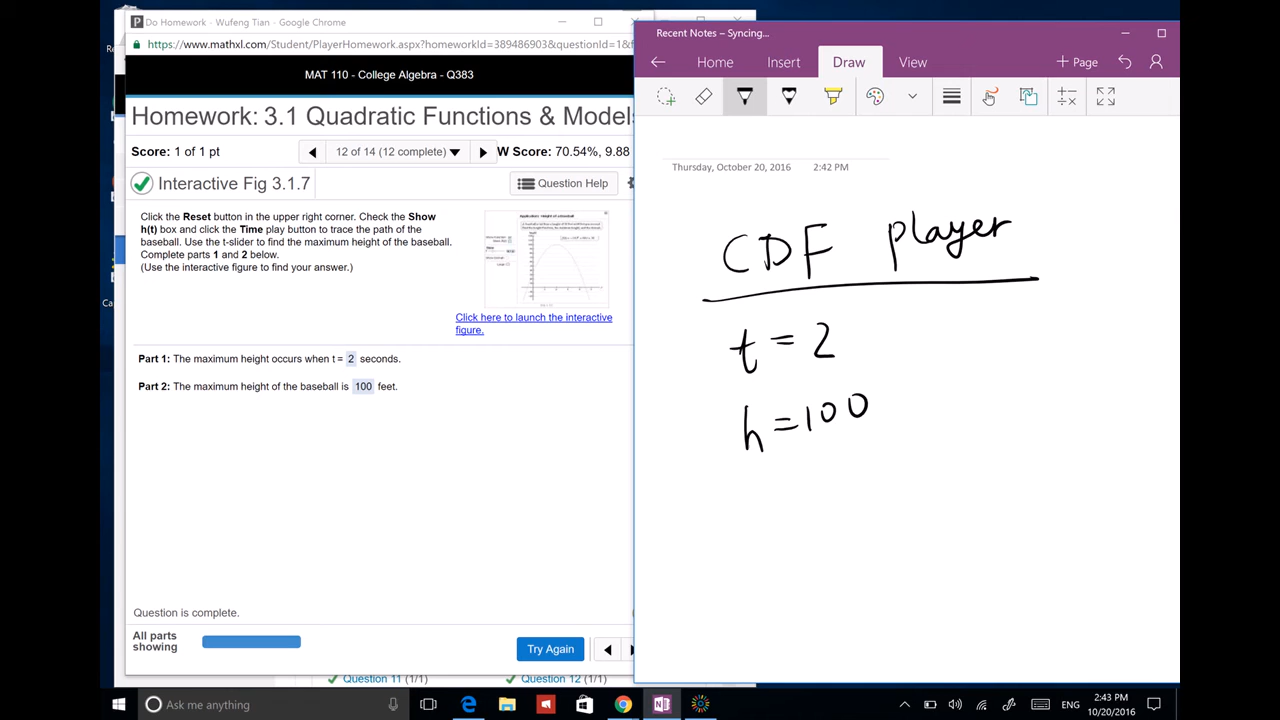 Do Homework - Wufeng Tian - Google Chrome
https://www.mathxl.com/Student/PlayerHomework.aspx?homeworkId=389486903&questionId=1&f
MAT 110 - College Algebra - Q383
Homework: 3.1 Quadratic Functions & Models
Score: 1 of 1 pt
12 of 14 (12 complete)
W Score: 70.54%, 9.88
Interactive Fig 3.1.7
Question Help
Click the Reset button in the upper right corner. Check the Show
h(t) box and click the Time play button to trace the path of the
baseball. Use the t-slider to find the maximum height of the baseball.
Complete parts 1 and 2 below.
(Use the interactive figure to find your answer.)
Click here to launch the interactive
figure.
Part 1: The maximum height occurs when t = 2 seconds.
Part 2: The maximum height of the baseball is 100 feet.
Question is complete.
All parts
showing
Try Again
Question 11 (1/1)
Question 12 (1/1)
Recent Notes – Syncing...
Home
Insert
Draw
View
+ Page
Thursday, October 20, 2016
2:42 PM
CDF player
t = 2
h = 100
Ask me anything
ENG
2:43 PM
10/20/2016